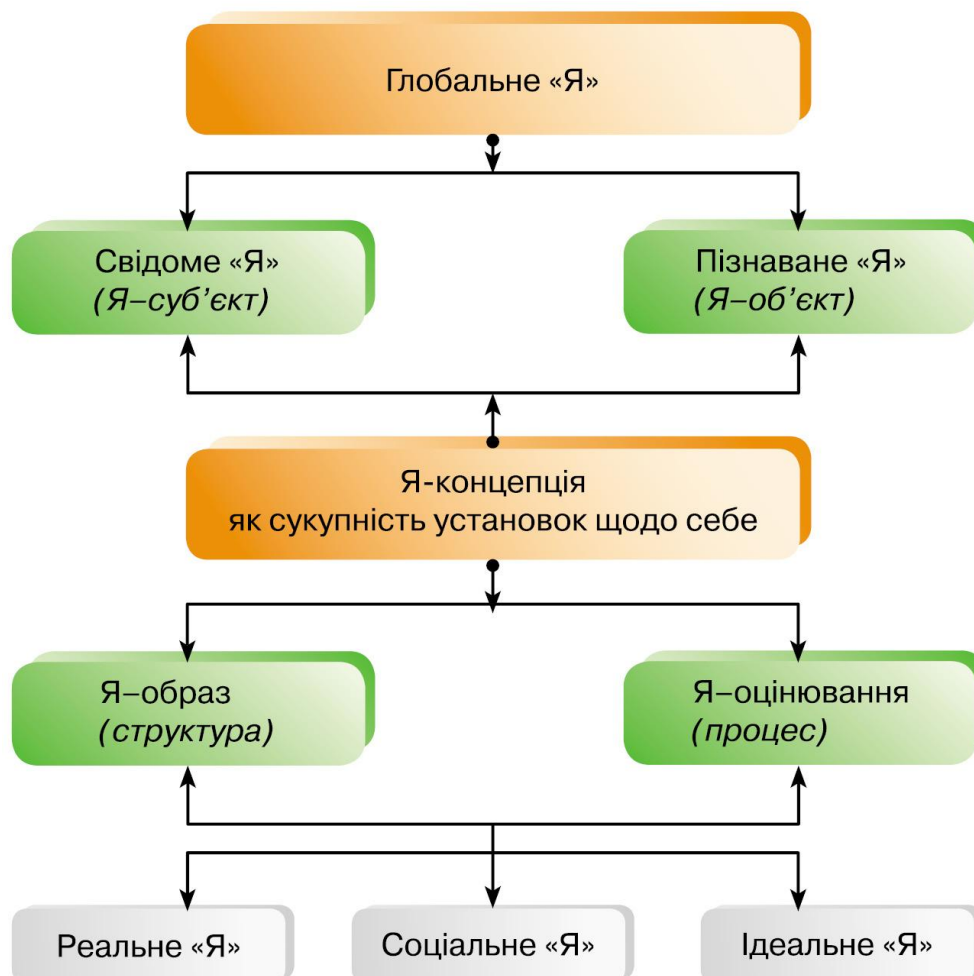 Глобальне «Я»
Свідоме «Я»
(Я–суб’єкт)
Пізнаване «Я»
(Я–об’єкт)
Я-концепція
як сукупність установок щодо себе
Я–образ
(структура)
Я–оцінювання
(процес)
Реальне «Я»
Соціальне «Я»
Ідеальне «Я»